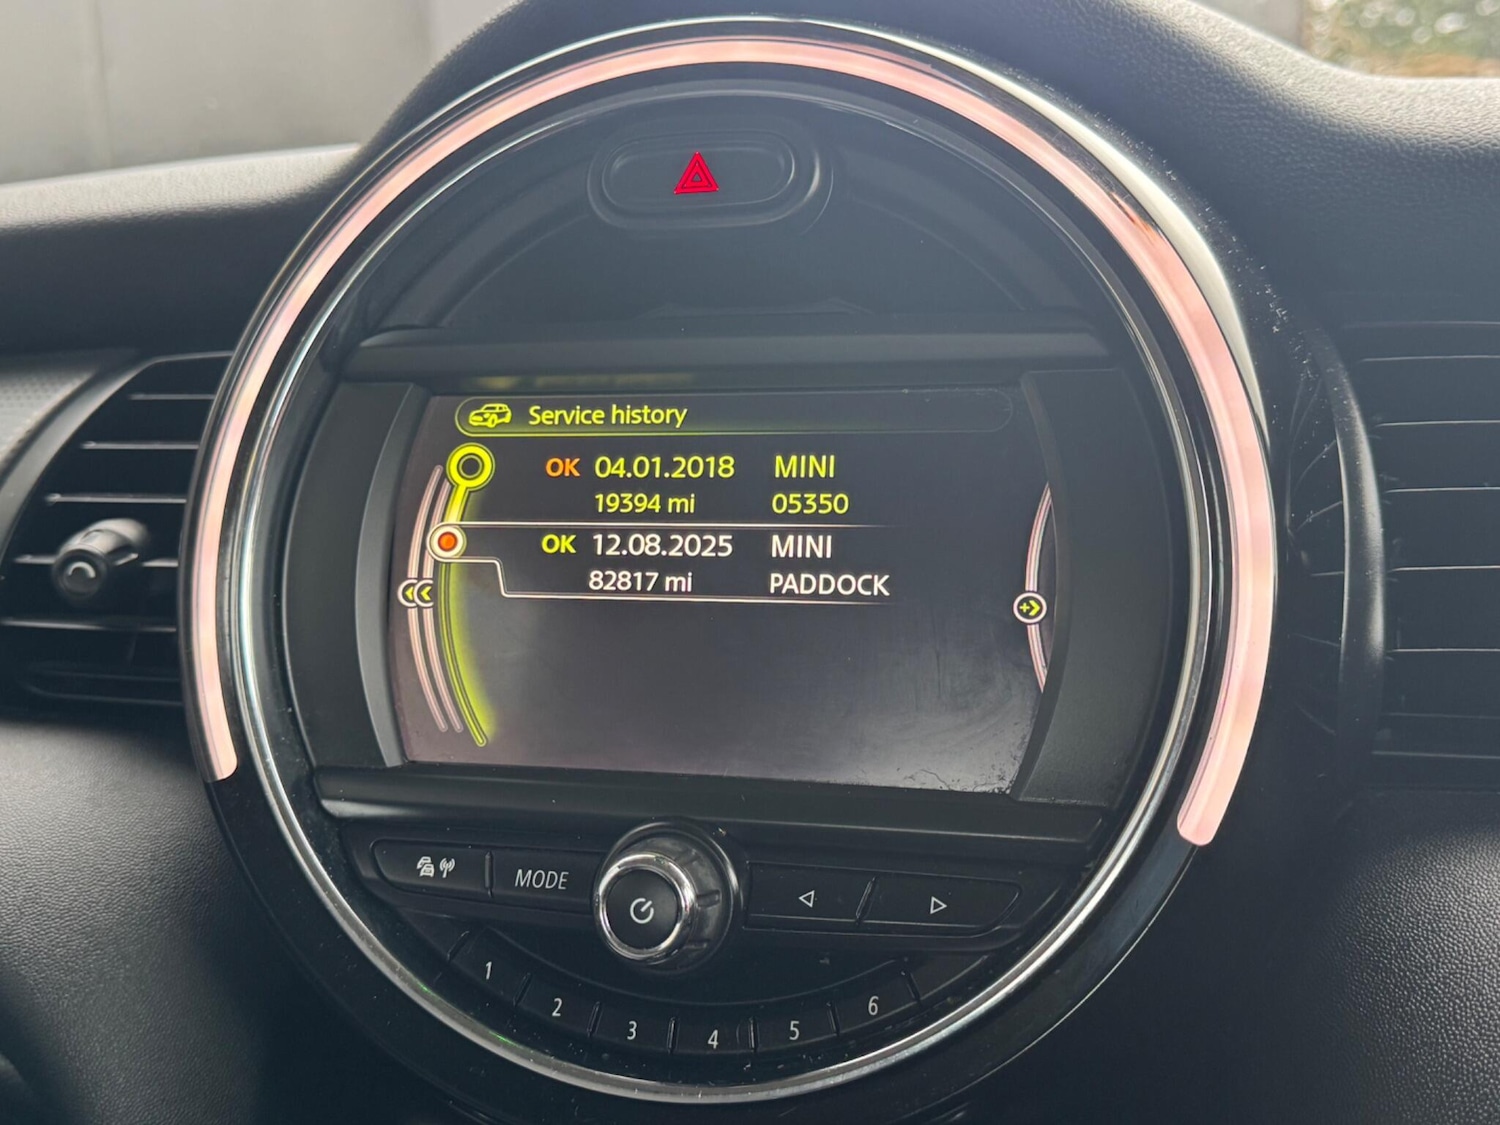 Service history
OK 04.01.2018 MINI
19394 mi 05350
OK 12.08.2025 MINI
82817 mi PADDOCK
MODE
1 2 3 4 5 6